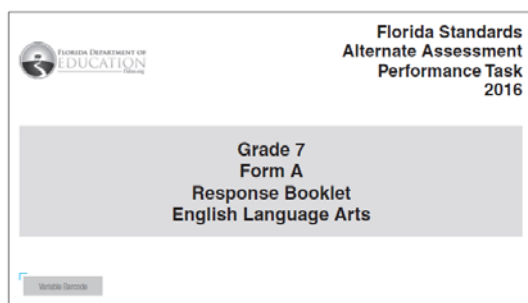 FLORIDA DEPARTMENT OF
EDUCATION
fldoe.org
Florida Standards
Alternate Assessment
Performance Task
2016
Grade 7
Form A
Response Booklet
English Language Arts
Variable Barcode